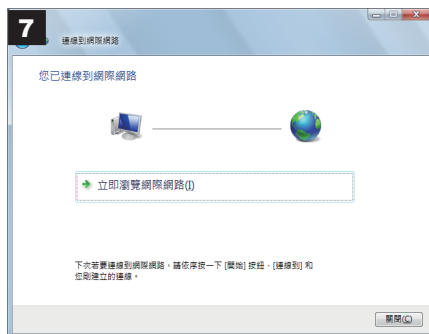 7
連線到網際網路
您已連線到網際網路
立即瀏覽網際網路(I)
下次若要連線到網際網路，請依序按一下 [開始] 按鈕、[連線到] 和
您剛建立的連線。
關閉(C)